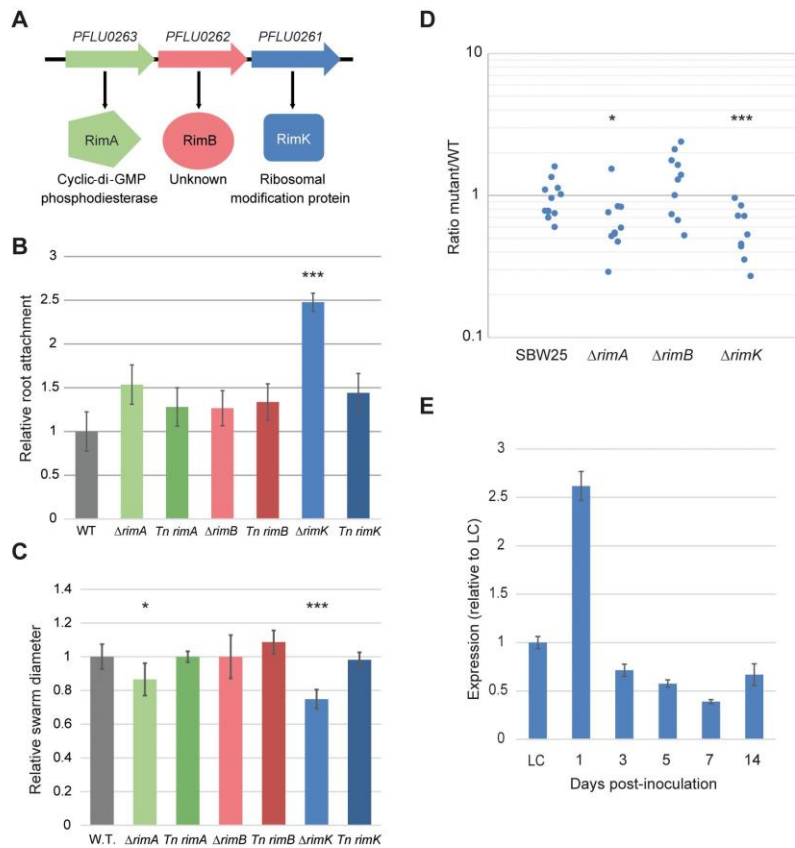 A
PFLU0263 PFLU0262 PFLU0261
RimA RimB RimK
Cyclic-di-GMP phosphodiesterase
Unknown
Ribosomal modification protein
B
Relative root attachment
3
2.5
2
1.5
1
0.5
0
***
WT ΔrimA Tn rimA ΔrimB Tn rimB ΔrimK Tn rimK
C
Relative swarm diameter
1.4
1.2
1
0.8
0.6
0.4
0.2
0
* ***
W.T. ΔrimA Tn rimA ΔrimB Tn rimB ΔrimK Tn rimK
D
Ratio mutant/WT
10
1
0.1
* ***
SBW25 ΔrimA ΔrimB ΔrimK
E
Expression (relative to LC)
3
2.5
2
1.5
1
0.5
0
LC 1 3 5 7 14
Days post-inoculation